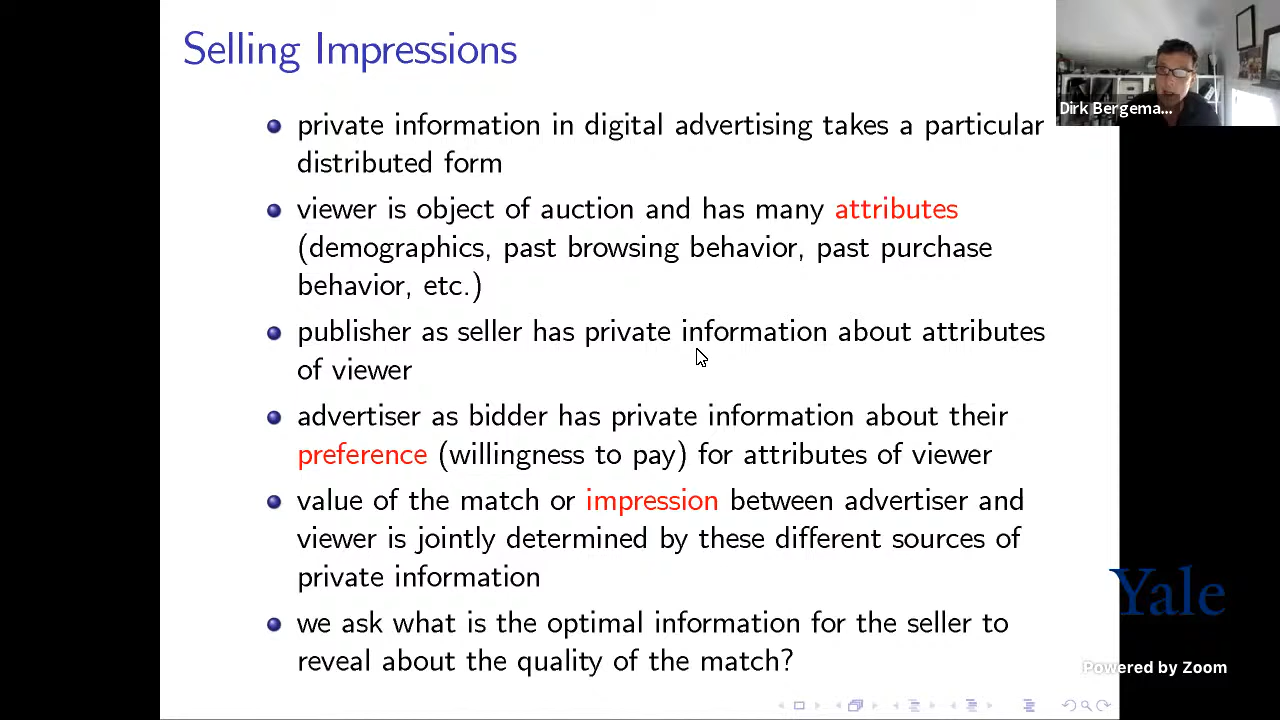 Selling Impressions
private information in digital advertising takes a particular
distributed form
viewer is object of auction and has many attributes
(demographics, past browsing behavior, past purchase
behavior, etc.)
publisher as seller has private information about attributes
of viewer
advertiser as bidder has private information about their
preference (willingness to pay) for attributes of viewer
value of the match or impression between advertiser and
viewer is jointly determined by these different sources of
private information
we ask what is the optimal information for the seller to
reveal about the quality of the match?
Dirk Bergema...
Yale
Powered by Zoom